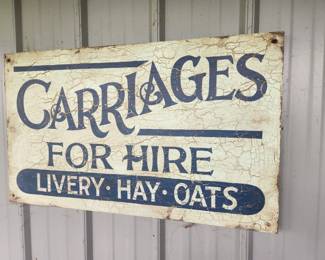 CARRIAGES
FOR HIRE
LIVERY · HAY · OATS